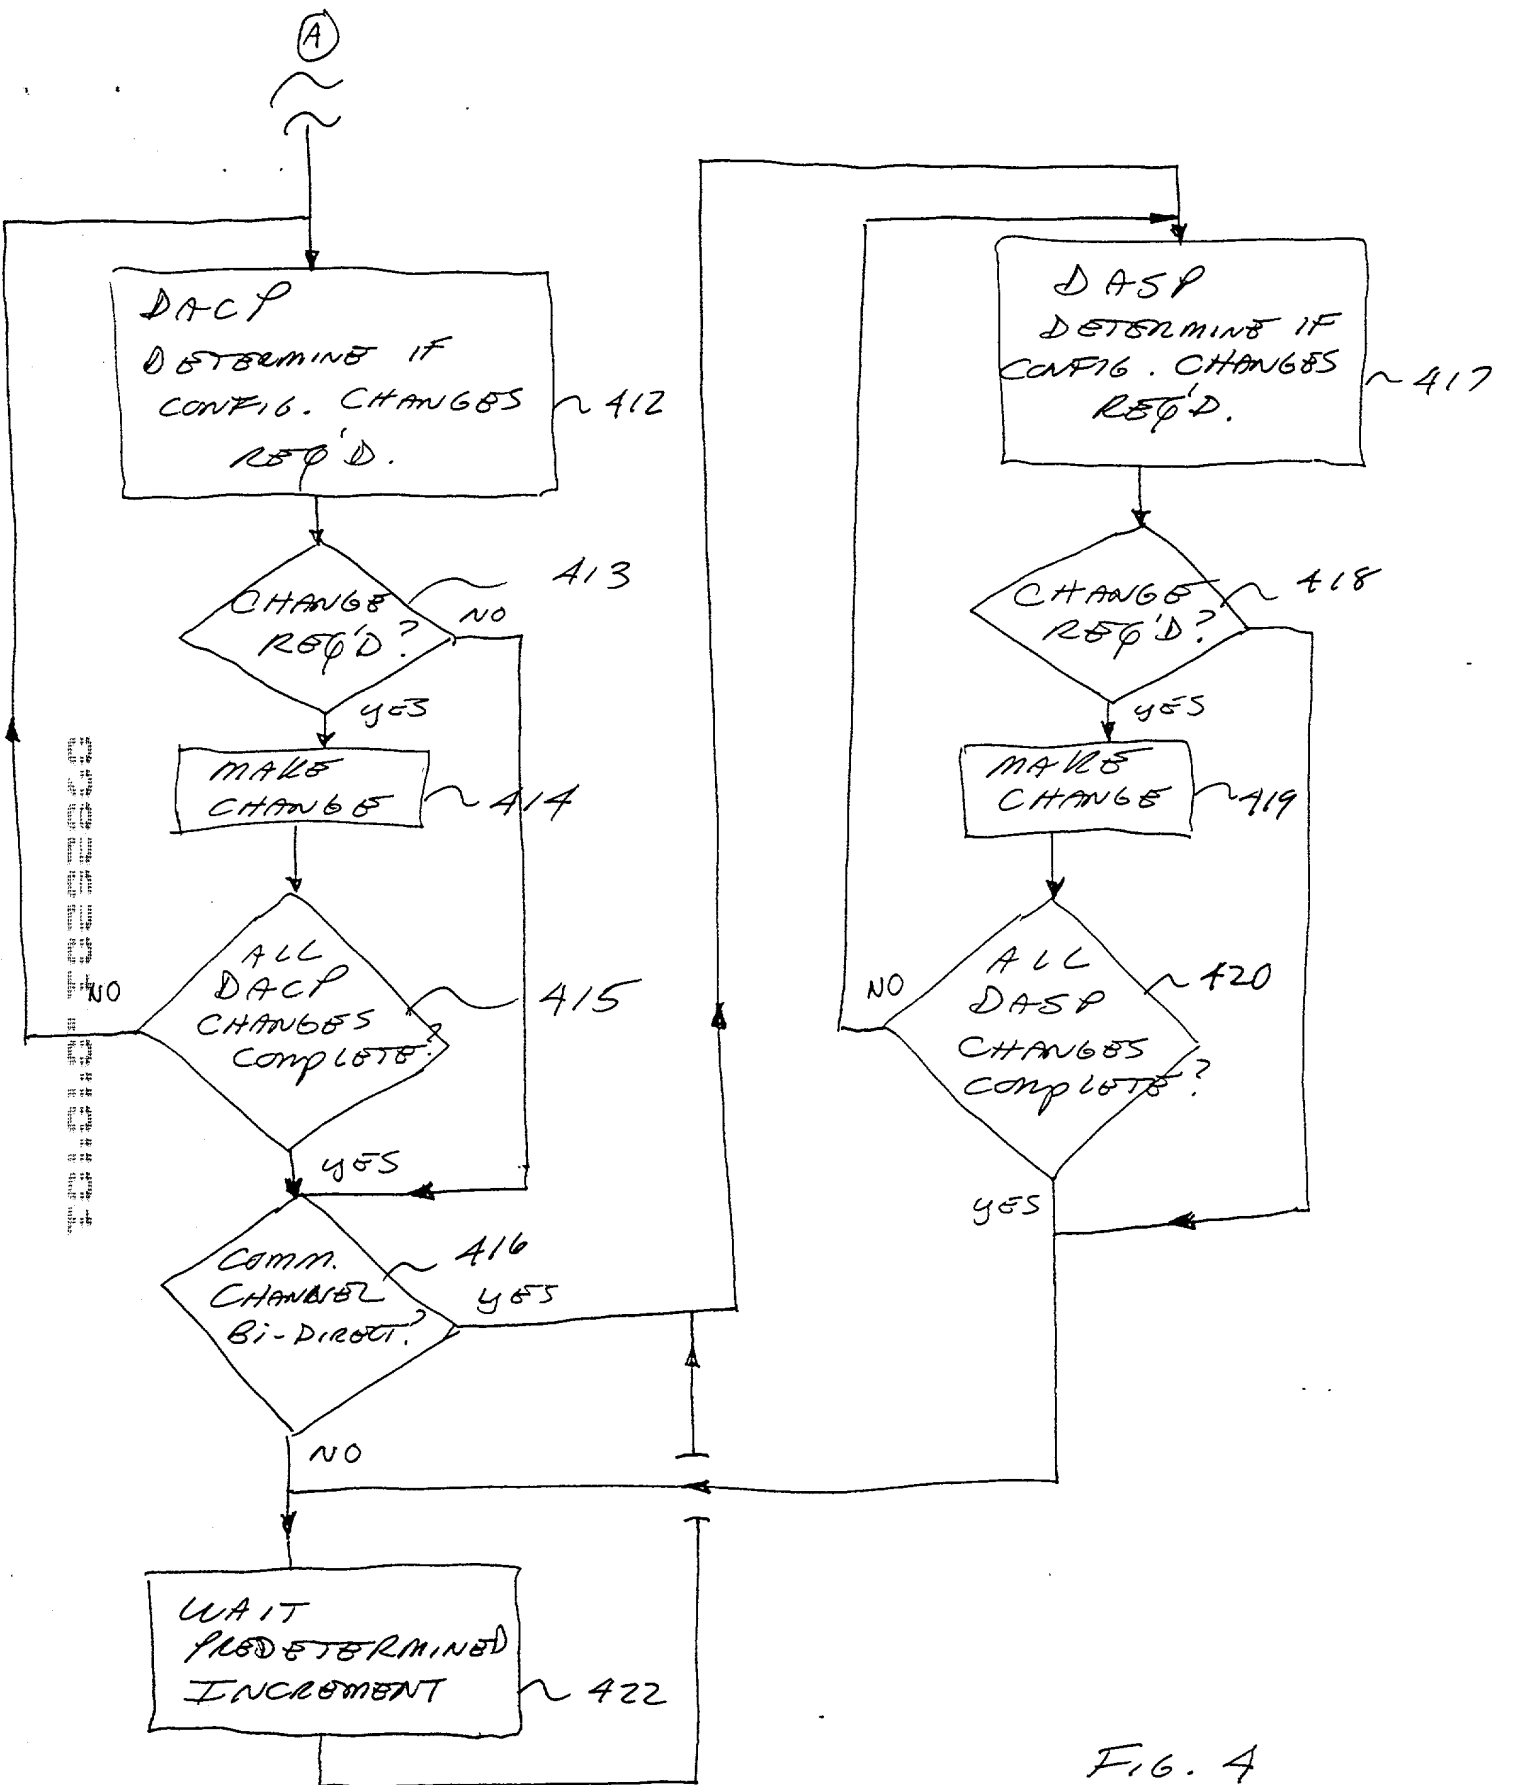 A
DACP
DETERMINE IF
CONFIG. CHANGES
REQ'D.
412
CHANGE
REQ'D?
413
NO
YES
MAKE
CHANGE
414
ALL
DACP
CHANGES
COMPLETE?
415
NO
YES
COMM.
CHANNEL
Bi-DIRECT.?
416
YES
NO
WAIT
PREDETERMINED
INCREMENT
422
DASP
DETERMINE IF
CONFIG. CHANGES
REQ'D.
417
CHANGE
REQ'D?
418
YES
MAKE
CHANGE
419
ALL
DASP
CHANGES
COMPLETE?
420
NO
YES
FIG. 4